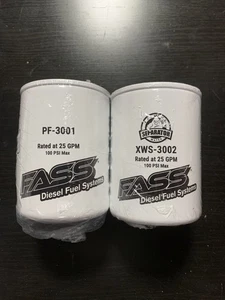 PF-3001
Rated at 25 GPM
100 PSI Max
FASS
Diesel Fuel Systems
SEPARATOR
XWS-3002
Rated at 25 GPM
100 PSI Max
FASS
Diesel Fuel Systems